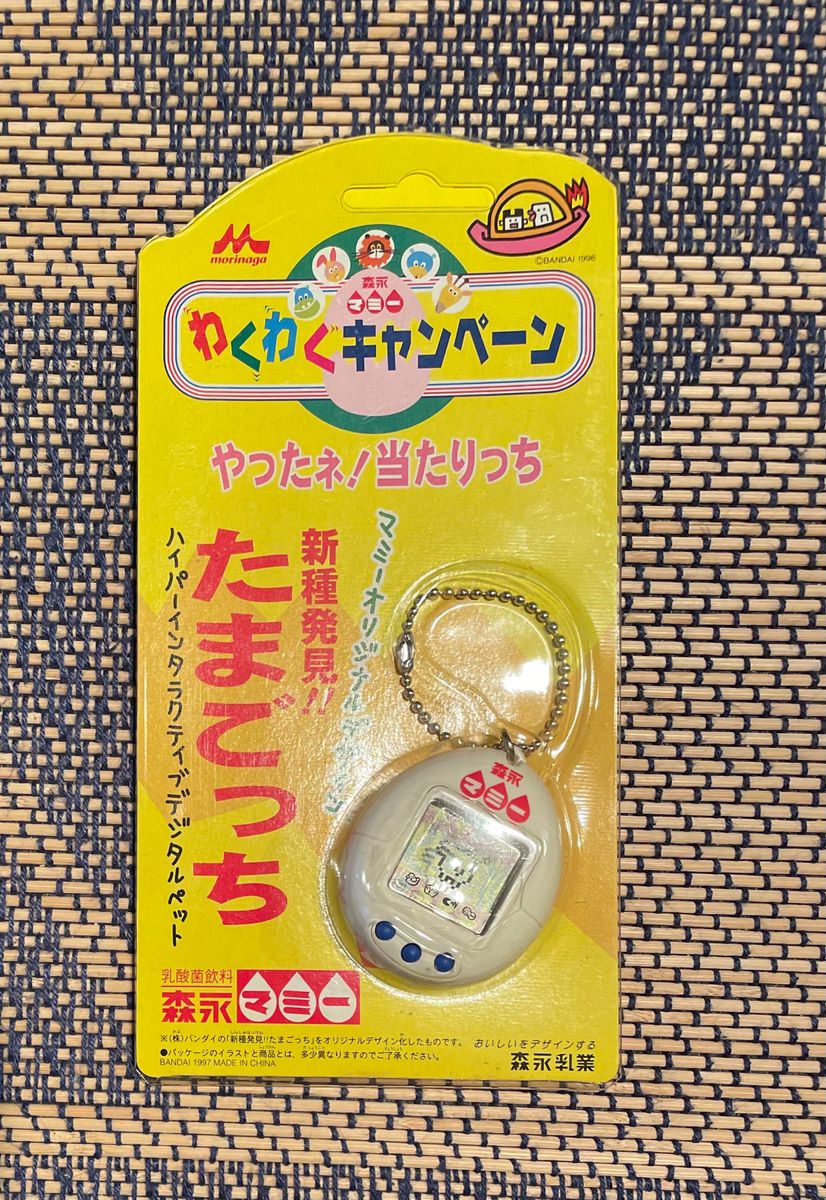 morinaga
©BANDAI 1996
森永
マミー
わくわくキャンペーン
やったネ!当たりっち
マミーオリジナルデザイン
新種発見!!
たまごっち
ハイパーインタラクティブデジタルペット
森永
マミー
乳酸菌飲料
森永マミー
※(株)バンダイの「新種発見!!たまごっち」をオリジナルデザイン化したものです。
●パッケージのイラストと商品とは、多少異なりますのでご了承ください。
BANDAI 1997 MADE IN CHINA
おいしいをデザインする
森永乳業